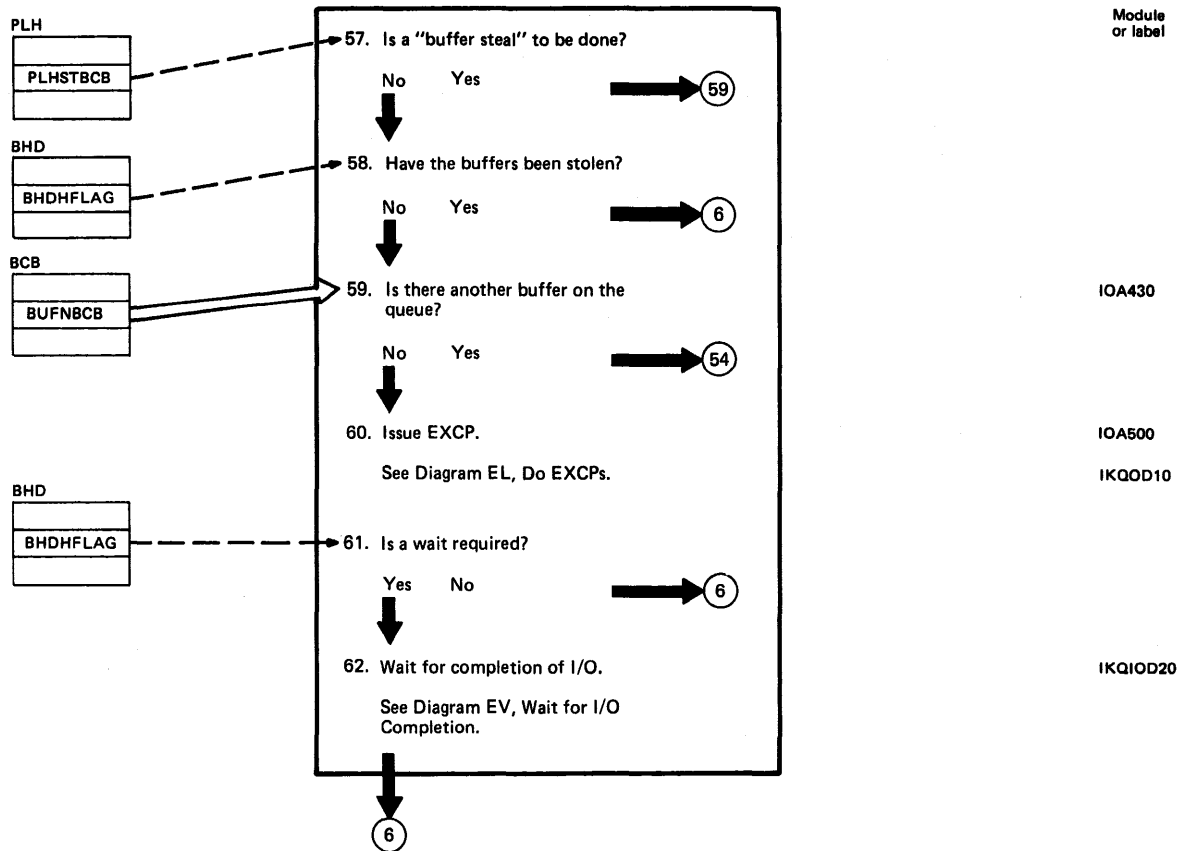 PLH
PLHSTBCB
57. Is a "buffer steal" to be done?
No Yes
59
Module
or label
BHD
BHDHFLAG
58. Have the buffers been stolen?
No Yes
6
BCB
BUFNBCB
59. Is there another buffer on the
queue?
IOA430
No Yes
54
60. Issue EXCP.
IOA500
See Diagram EL, Do EXCPs.
IKQOD10
BHD
BHDHFLAG
61. Is a wait required?
Yes No
6
62. Wait for completion of I/O.
IKQIOD20
See Diagram EV, Wait for I/O
Completion.
6